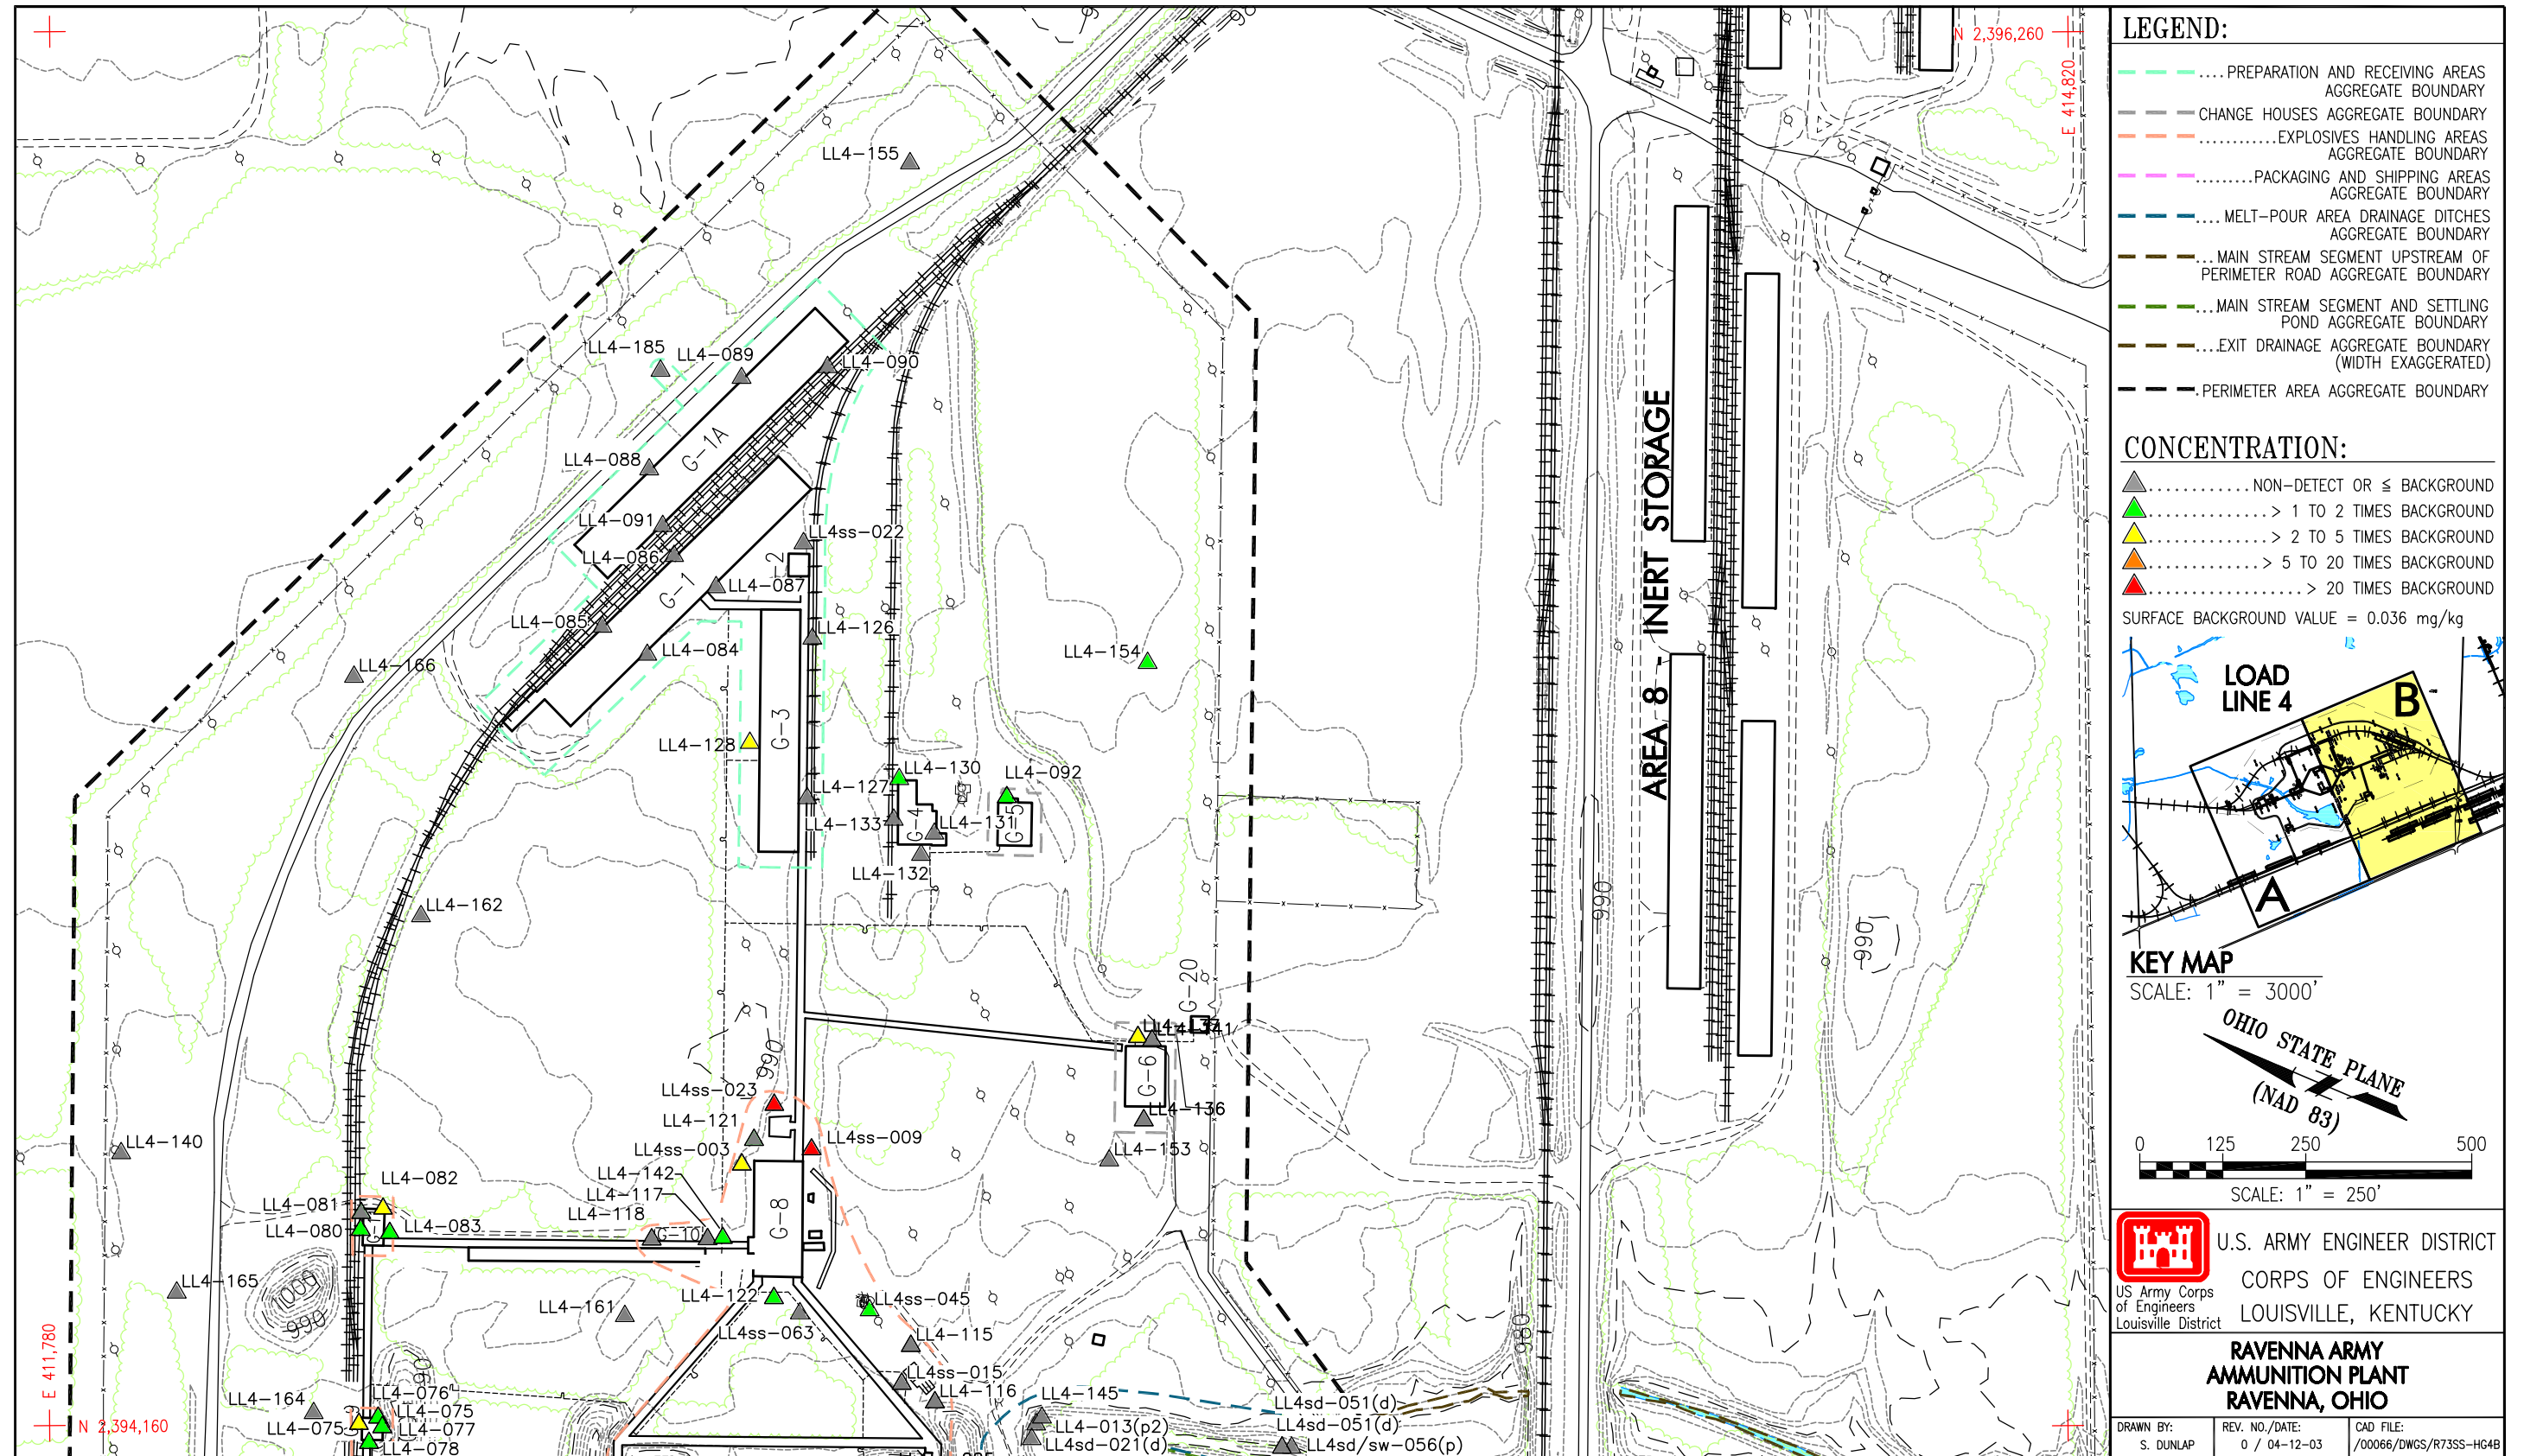 N 2,396,260
E 414,820
LL4-155
LL4-185
LL4-089
LL4-090
G-1A
LL4-088
LL4-091
LL4ss-022
LL4-086
2
LL4-087
G-1
LL4-085
LL4-126
LL4-084
LL4-154
LL4-166
G-3
LL4-128
LL4-130
LL4-092
LL4-127
LL4-133
G-4
LL4-131
G-5
LL4-132
LL4-162
AREA 8 - INERT STORAGE
990
990
G-20
G-6
990
LL4ss-023
LL4-136
LL4-121
LL4ss-009
LL4-140
LL4ss-003
LL4-153
LL4-142
LL4-082
LL4-117
LL4-081
LL4-118
LL4-080
LL4-083
G-10
G-8
LL4-165
1000
990
LL4-161
LL4-122
LL4ss-045
LL4ss-063
LL4-115
980
E 411,780
LL4ss-015
LL4-164
LL4-076
LL4-116
LL4-145
LL4sd-051(d)
LL4-075
LL4-075
N 2,394,160
LL4-077
LL4-013(p2)
LL4sd-051(d)
LL4-078
LL4sd-021(d)
LL4sd/sw-056(p)
LEGEND:
....PREPARATION AND RECEIVING AREAS
AGGREGATE BOUNDARY
CHANGE HOUSES AGGREGATE BOUNDARY
...........EXPLOSIVES HANDLING AREAS
AGGREGATE BOUNDARY
........PACKAGING AND SHIPPING AREAS
AGGREGATE BOUNDARY
.... MELT-POUR AREA DRAINAGE DITCHES
AGGREGATE BOUNDARY
... MAIN STREAM SEGMENT UPSTREAM OF
PERIMETER ROAD AGGREGATE BOUNDARY
...MAIN STREAM SEGMENT AND SETTLING
POND AGGREGATE BOUNDARY
....EXIT DRAINAGE AGGREGATE BOUNDARY
(WIDTH EXAGGERATED)
.PERIMETER AREA AGGREGATE BOUNDARY
CONCENTRATION:
............NON-DETECT OR ≤ BACKGROUND
..............> 1 TO 2 TIMES BACKGROUND
..............> 2 TO 5 TIMES BACKGROUND
.............> 5 TO 20 TIMES BACKGROUND
..................> 20 TIMES BACKGROUND
SURFACE BACKGROUND VALUE = 0.036 mg/kg
LOAD
LINE 4
B
A
KEY MAP
SCALE: 1" = 3000'
OHIO STATE PLANE
(NAD 83)
0 125 250 500
SCALE: 1" = 250'
US Army Corps
of Engineers
Louisville District
U.S. ARMY ENGINEER DISTRICT
CORPS OF ENGINEERS
LOUISVILLE, KENTUCKY
RAVENNA ARMY
AMMUNITION PLANT
RAVENNA, OHIO
DRAWN BY:
S. DUNLAP
REV. NO./DATE:
0 / 04-12-03
CAD FILE:
/00066/DWGS/R73SS-HG4B